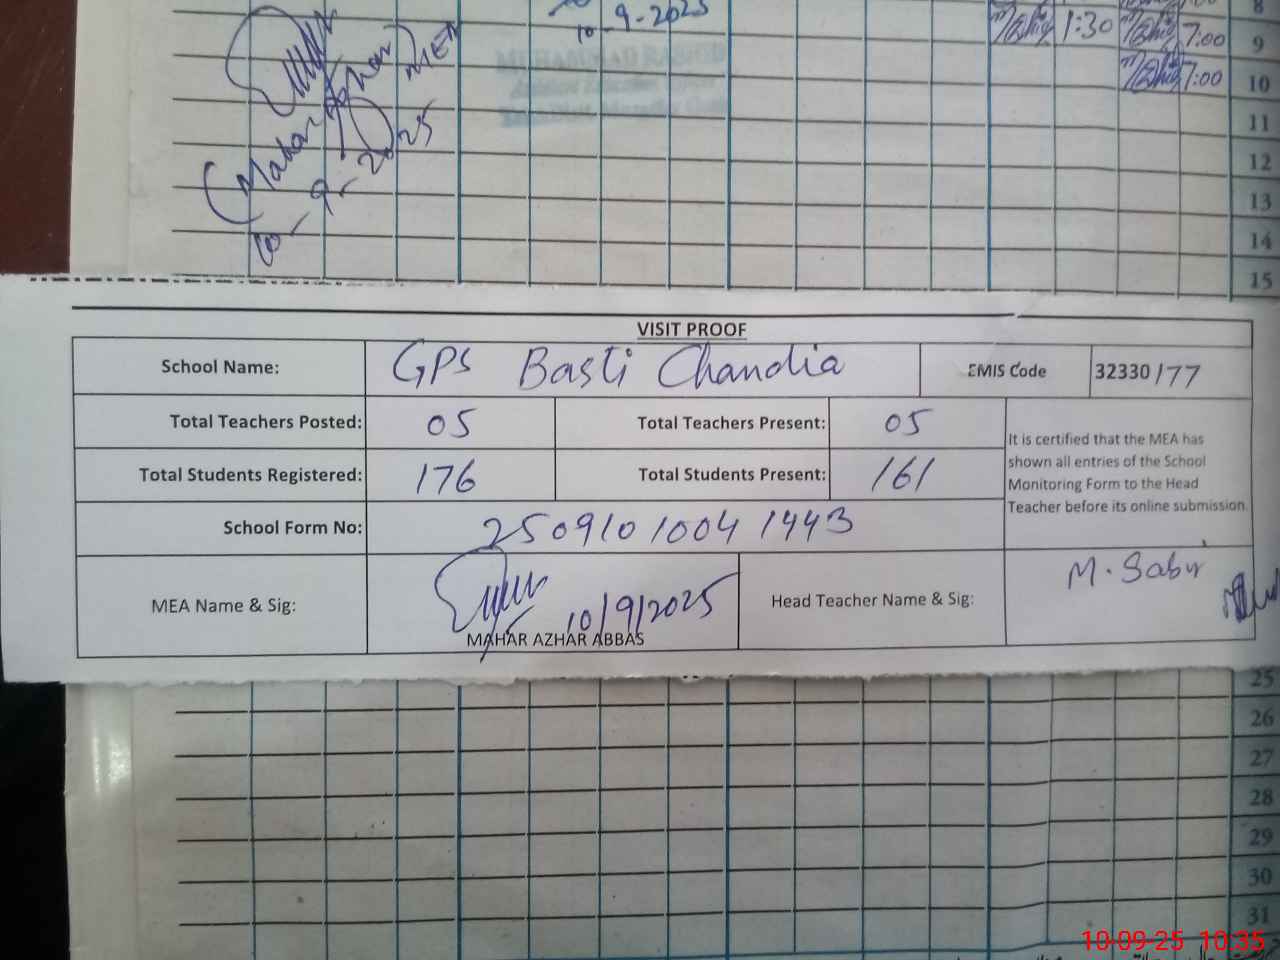 10-9-2025
8
1:30 7:00 9
7:00 10
(Mahar Azhar) MEA
10-9-2025
MUHAMMAD RASHID
11
12
13
14
15
VISIT PROOF
School Name: GPS Basti Chandia EMIS Code 32330177
Total Teachers Posted: 05 Total Teachers Present: 05
Total Students Registered: 176 Total Students Present: 161
It is certified that the MEA has
shown all entries of the School
Monitoring Form to the Head
Teacher before its online submission.
School Form No: 2509101004 1443
MEA Name & Sig: 10/9/2025
MAHAR AZHAR ABBAS
Head Teacher Name & Sig: M. Sabir
25
26
27
28
29
30
31
10-09-25 10:35